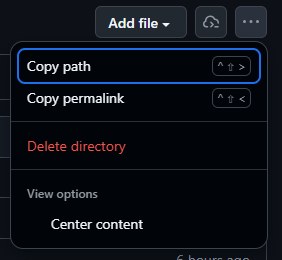 Add file
Copy path ^ ⇧ >
Copy permalink ^ ⇧ <
Delete directory
View options
Center content
6 hours ago